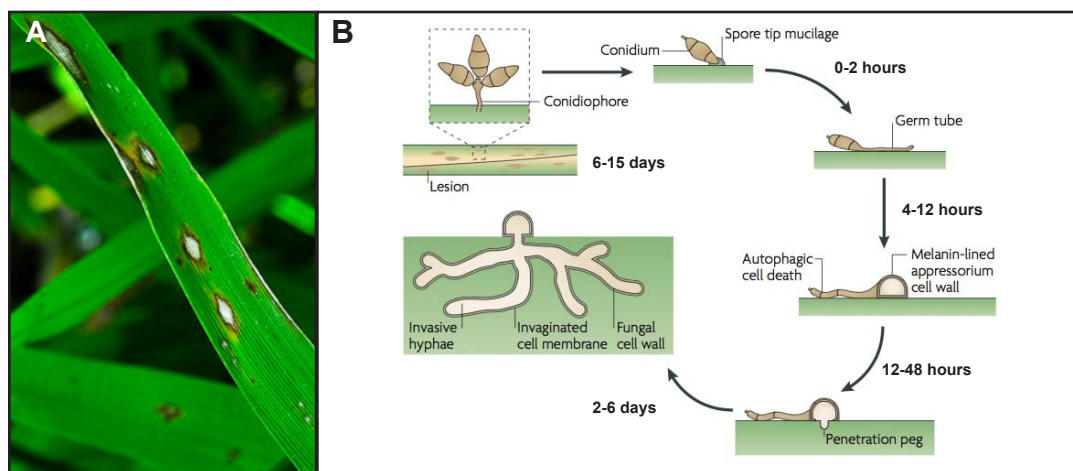 A
B
Conidium
Spore tip mucilage
Conidiophore
0-2 hours
Germ tube
6-15 days
Lesion
4-12 hours
Autophagic
cell death
Melanin-lined
appressorium
cell wall
Invasive
hyphae
Invaginated
cell membrane
Fungal
cell wall
12-48 hours
2-6 days
Penetration peg